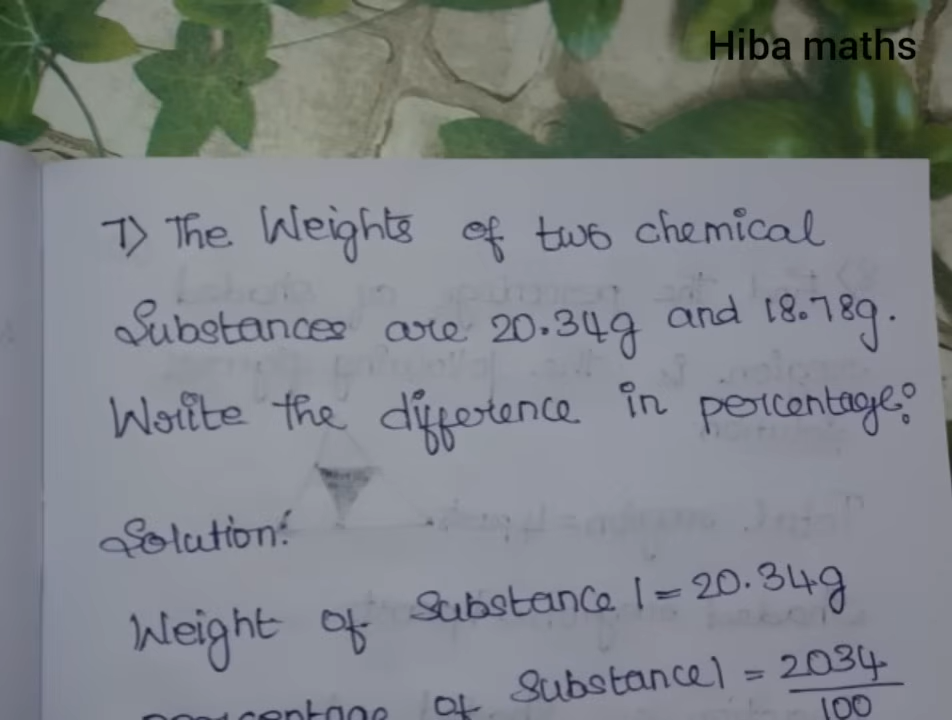 Hiba maths
7) The Weights of two chemical
Substances are 20.34g and 18.78g.
Write the difference in percentage?
Solution:
Weight of Substance 1 = 20.34g
percentage of Substance 1 = 2034
100